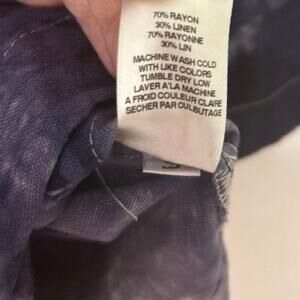 70% RAYON
30% LINEN
70% RAYONNE
30% LIN
MACHINE WASH COLD
WITH LIKE COLORS
TUMBLE DRY LOW
LAVER A'LA MACHINE
A FROID COULEUR CLAIRE
SECHER PAR CULBUTAGE